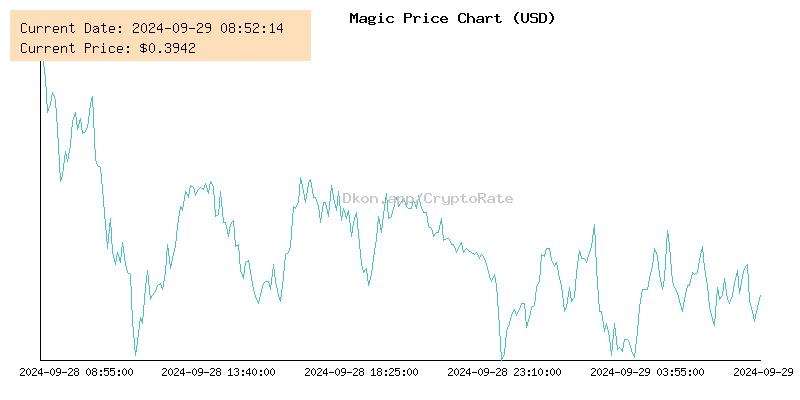 Magic Price Chart (USD)
Current Date: 2024-09-29 08:52:14
Current Price: $0.3942
Dkon.app/CryptoRate
2024-09-28 08:55:00 2024-09-28 13:40:00 2024-09-28 18:25:00 2024-09-28 23:10:00 2024-09-29 03:55:00 2024-09-29